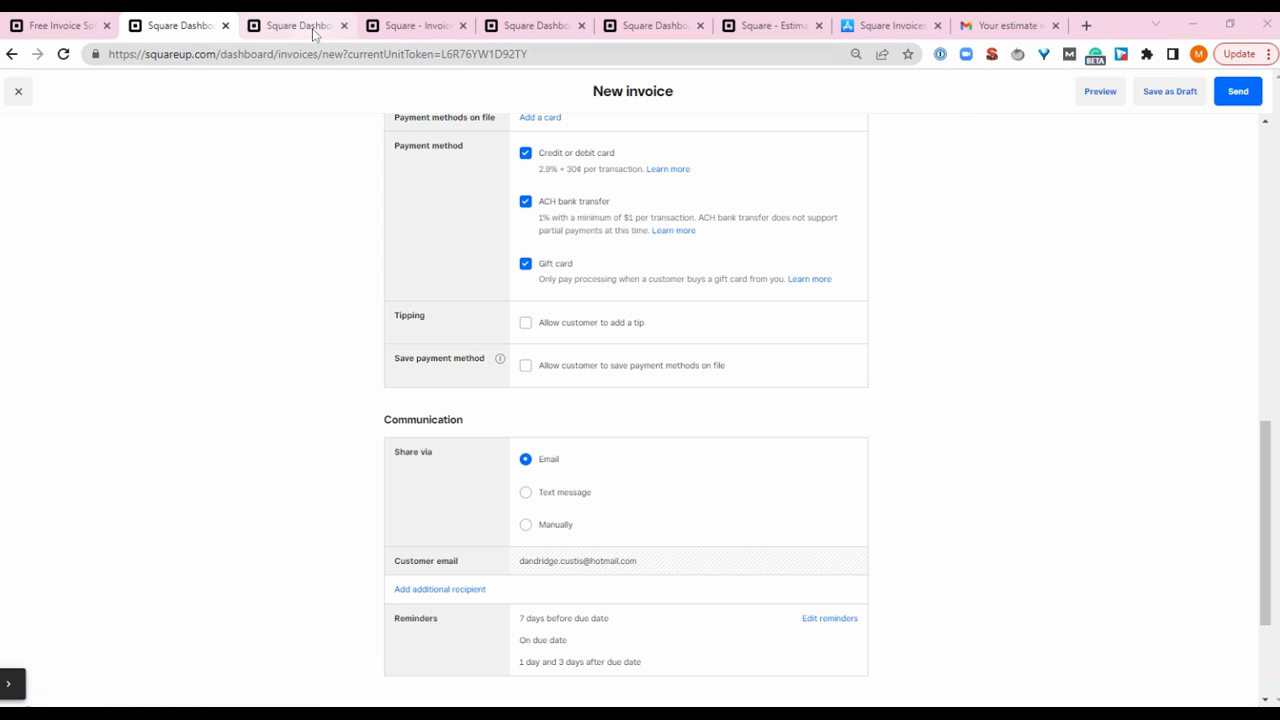 Free Invoice So
Square Dashbo
Square Dashbo
Square - Invoic
Square Dashbo
Square Dashbo
Square - Estima
Square Invoices
Your estimate v
https://squareup.com/dashboard/invoices/new?currentUnitToken=L6R76YW1D92TY
BETA
M
Update
New invoice
Preview
Save as Draft
Send
Payment methods on file
Add a card
Payment method
Credit or debit card
2.9% + 30¢ per transaction. Learn more
ACH bank transfer
1% with a minimum of $1 per transaction. ACH bank transfer does not support
partial payments at this time. Learn more
Gift card
Only pay processing when a customer buys a gift card from you. Learn more
Tipping
Allow customer to add a tip
Save payment method
Allow customer to save payment methods on file
Communication
Share via
Email
Text message
Manually
Customer email
dandridge.custis@hotmail.com
Add additional recipient
Reminders
7 days before due date
Edit reminders
On due date
1 day and 3 days after due date